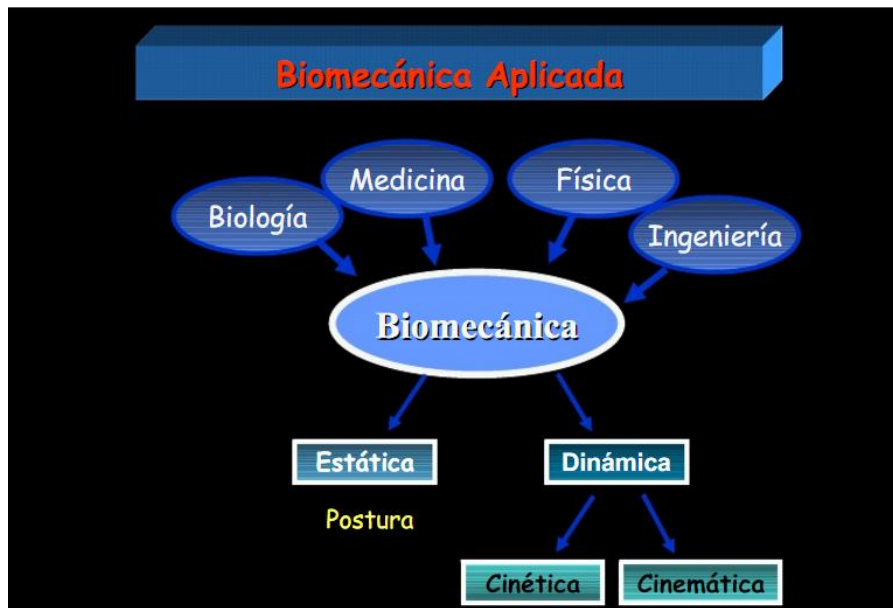 Biomecánica Aplicada
Medicina
Física
Biología
Ingeniería
Biomecánica
Estática
Dinámica
Postura
Cinética
Cinemática